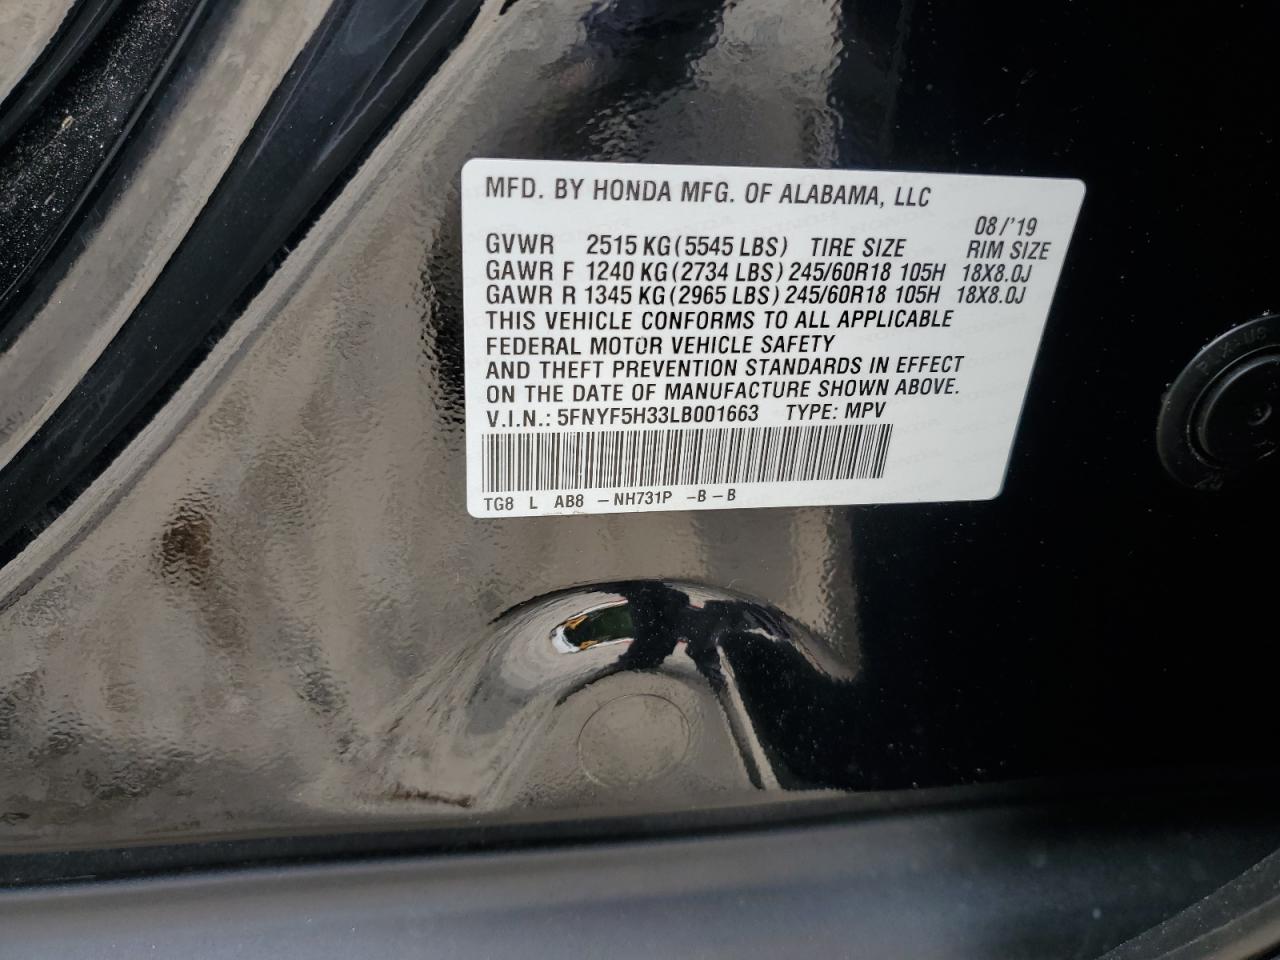 MFD. BY HONDA MFG. OF ALABAMA, LLC
08/'19
GVWR 2515 KG (5545 LBS) TIRE SIZE RIM SIZE
GAWR F 1240 KG (2734 LBS) 245/60R18 105H 18X8.0J
GAWR R 1345 KG (2965 LBS) 245/60R18 105H 18X8.0J
THIS VEHICLE CONFORMS TO ALL APPLICABLE
FEDERAL MOTOR VEHICLE SAFETY
AND THEFT PREVENTION STANDARDS IN EFFECT
ON THE DATE OF MANUFACTURE SHOWN ABOVE.
V.I.N.: 5FNYF5H33LB001663 TYPE: MPV
TG8 L AB8 -NH731P -B-B